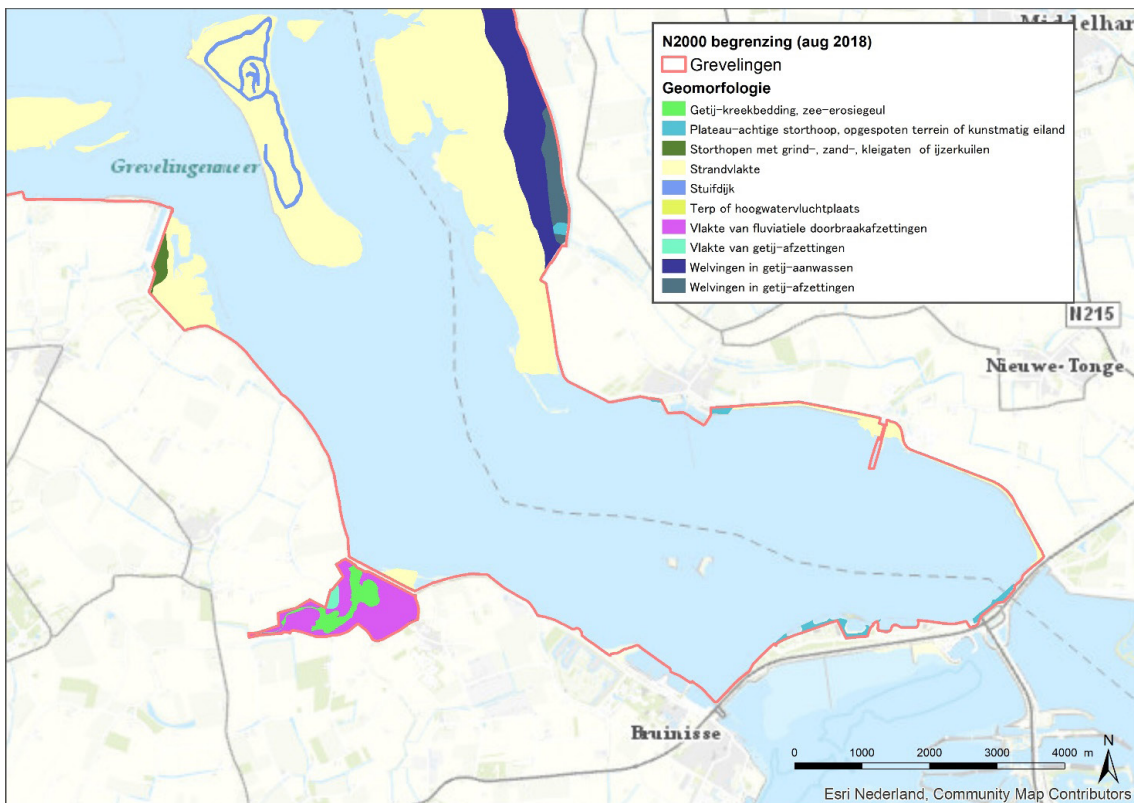 Middelhar
N2000 begrenzing (aug 2018)
Grevelingen
Geomorfologie
Getij-kreekbedding, zee-erosiegeul
Plateau-achtige storthoop, opgespoten terrein of kunstmatig eiland
Storthopen met grind-, zand-, kleigaten of ijzerkuilen
Strandvlakte
Stuifdijk
Terp of hoogwatervluchtplaats
Vlakte van fluviatiele doorbraakafzettingen
Vlakte van getij-afzettingen
Welvingen in getij-aanwassen
Welvingen in getij-afzettingen
Grevelingenmeer
N215
Nieuwe-Tonge
Bruinisse
0 1000 2000 3000 4000 m
N
Esri Nederland, Community Map Contributors